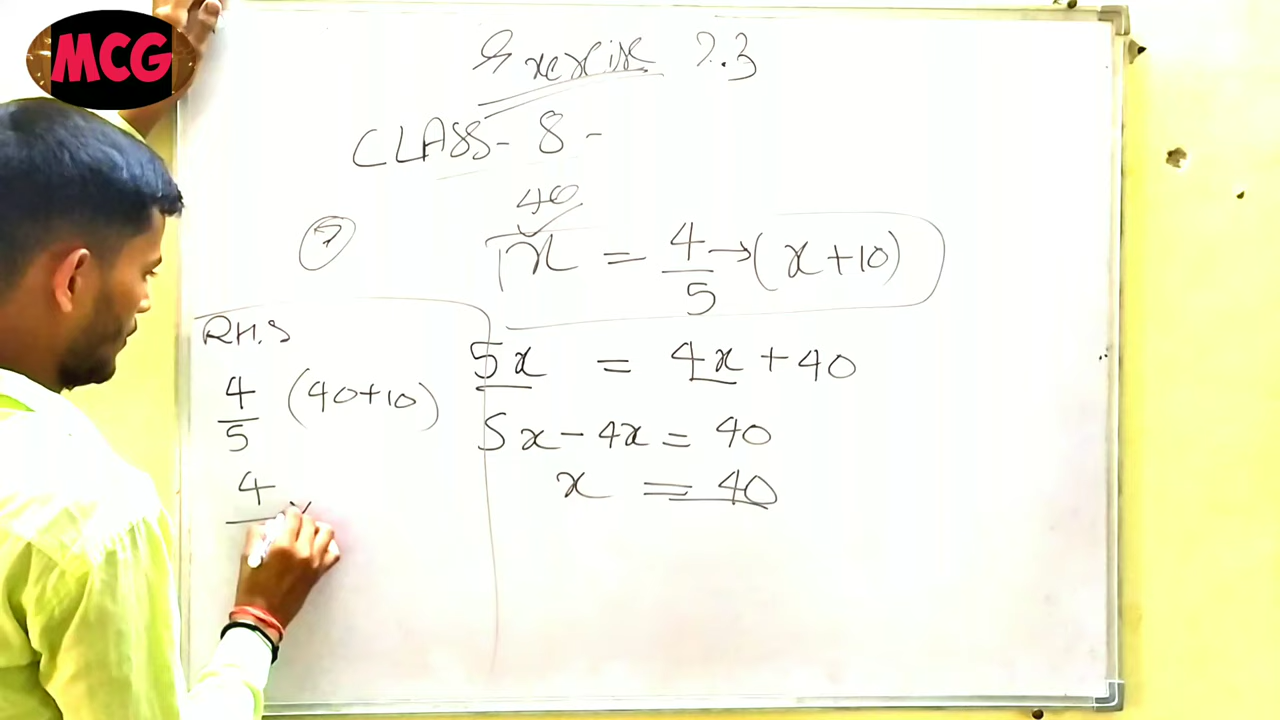 MCG
Exercise 2.3
CLASS - 8 -
40
7
x = 4/5 → (x + 10)
5x = 4x + 40
5x - 4x = 40
x = 40
R.H.S
4/5 (40+10)
4 ×